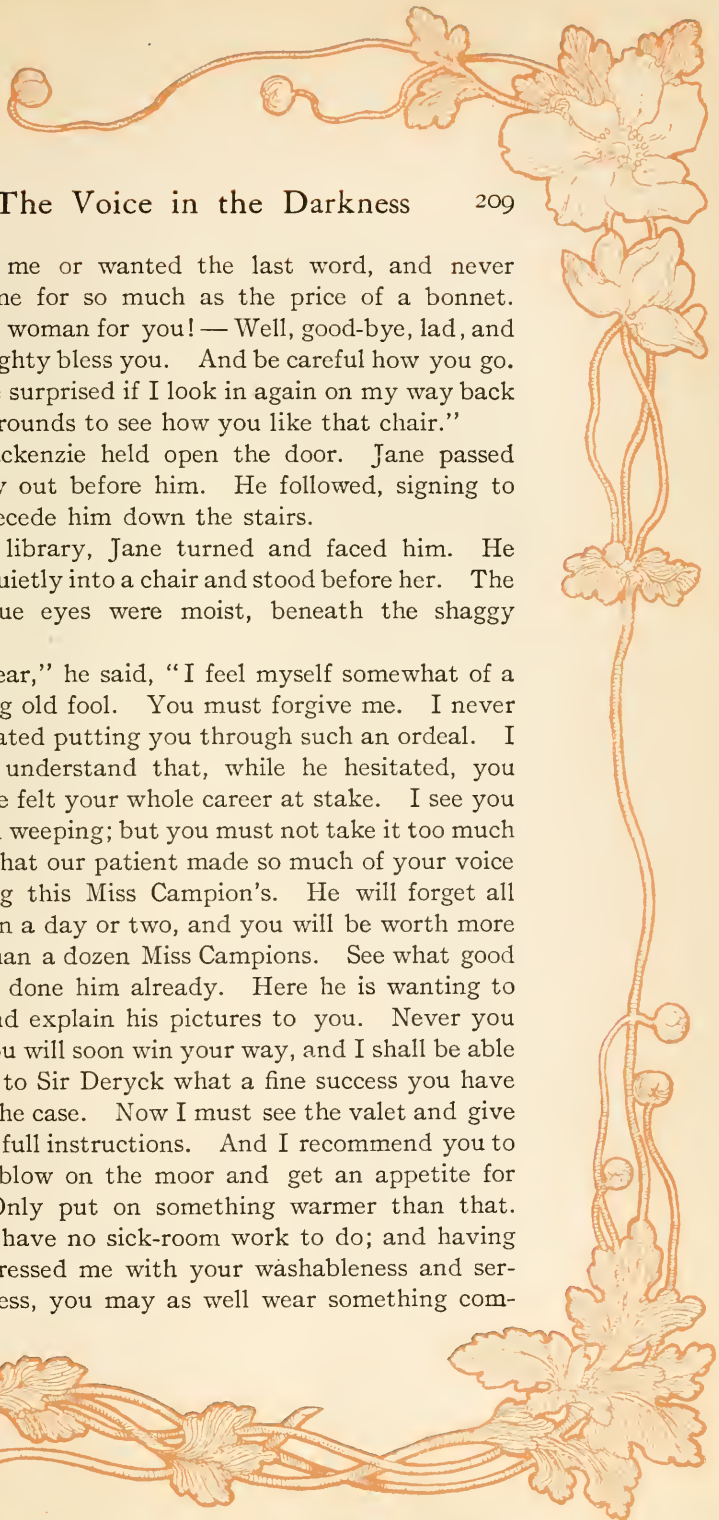 The Voice in the Darkness 209
me or wanted the last word, and never
for so much as the price of a bonnet.
woman for you! — Well, good-bye, lad, and
ghty bless you. And be careful how you go.
surprised if I look in again on my way back
rounds to see how you like that chair."
ckenzie held open the door. Jane passed
out before him. He followed, signing to
ecede him down the stairs.
library, Jane turned and faced him. He
uietly into a chair and stood before her. The
ue eyes were moist, beneath the shaggy
ear," he said, "I feel myself somewhat of a
g old fool. You must forgive me. I never
ated putting you through such an ordeal. I
understand that, while he hesitated, you
e felt your whole career at stake. I see you
weeping; but you must not take it too much
hat our patient made so much of your voice
g this Miss Campion's. He will forget all
n a day or two, and you will be worth more
han a dozen Miss Campions. See what good
done him already. Here he is wanting to
nd explain his pictures to you. Never you
ou will soon win your way, and I shall be able
to Sir Deryck what a fine success you have
he case. Now I must see the valet and give
full instructions. And I recommend you to
blow on the moor and get an appetite for
Only put on something warmer than that.
have no sick-room work to do; and having
ressed me with your washableness and ser-
ess, you may as well wear something com-